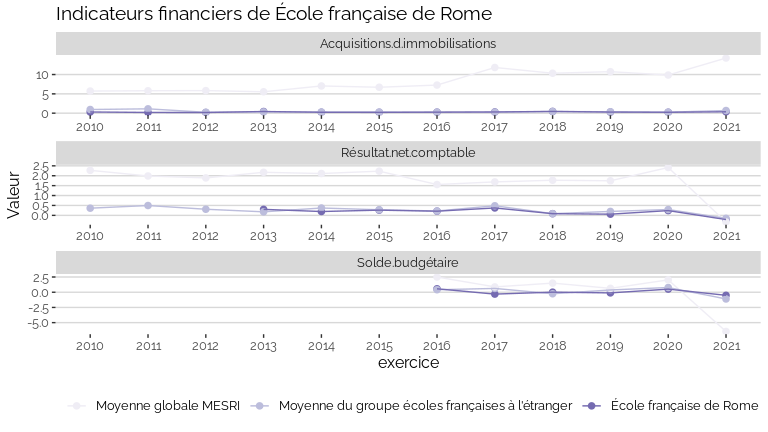 Indicateurs financiers de École française de Rome
Acquisitions.d.immobilisations
10
5
0
2010 2011 2012 2013 2014 2015 2016 2017 2018 2019 2020 2021
Résultat.net.comptable
2.5
2.0
1.5
1.0
0.5
0.0
2010 2011 2012 2013 2014 2015 2016 2017 2018 2019 2020 2021
Valeur
Solde.budgétaire
2.5
0.0
−2.5
−5.0
2010 2011 2012 2013 2014 2015 2016 2017 2018 2019 2020 2021
exercice
Moyenne globale MESRI Moyenne du groupe écoles françaises à l'étranger École française de Rome